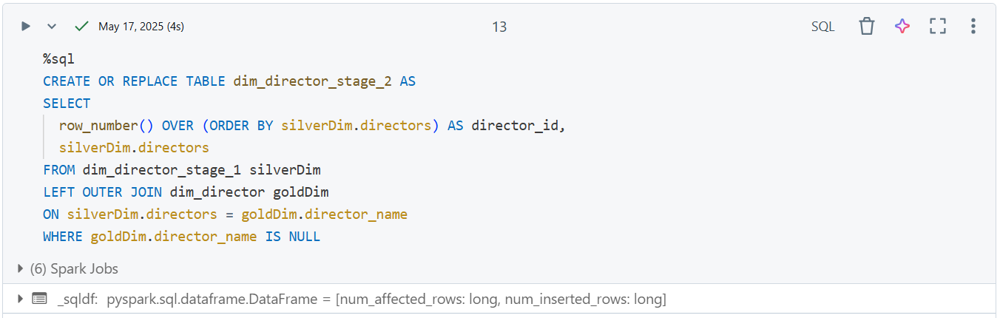 May 17, 2025 (4s) 13 SQL
%sql
CREATE OR REPLACE TABLE dim_director_stage_2 AS
SELECT
row_number() OVER (ORDER BY silverDim.directors) AS director_id,
silverDim.directors
FROM dim_director_stage_1 silverDim
LEFT OUTER JOIN dim_director goldDim
ON silverDim.directors = goldDim.director_name
WHERE goldDim.director_name IS NULL
(6) Spark Jobs
_sqldf: pyspark.sql.dataframe.DataFrame = [num_affected_rows: long, num_inserted_rows: long]